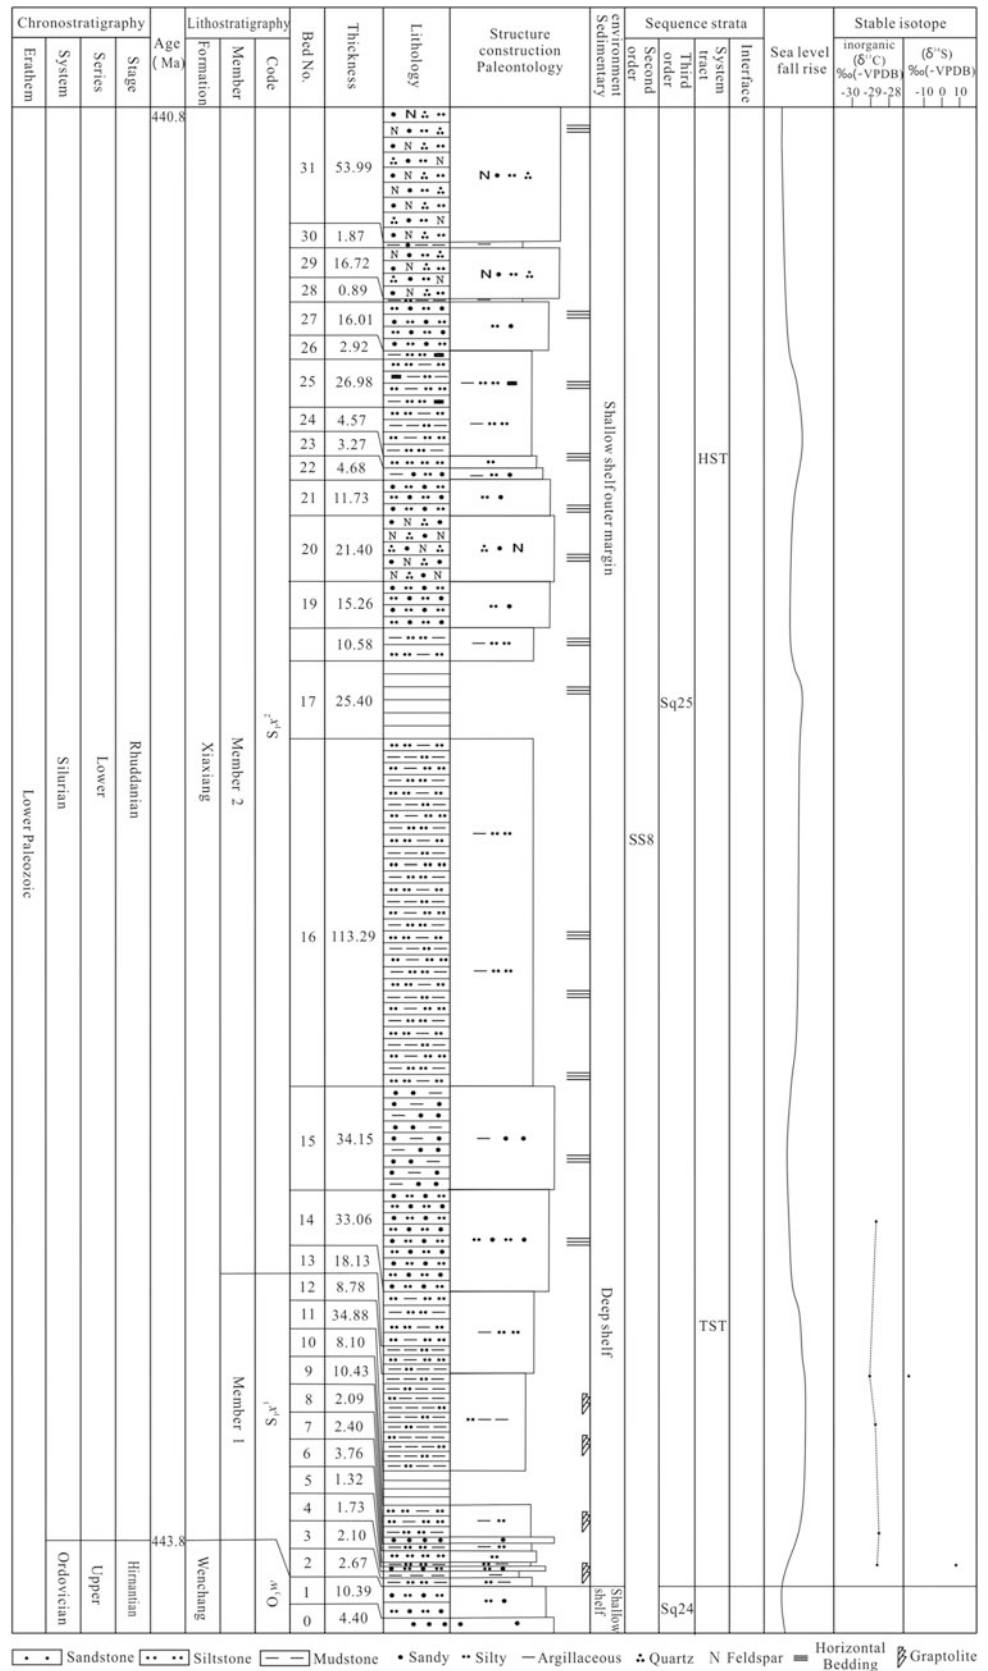 Chronostratigraphy
Lithostratigraphy
Sequence strata
Stable isotope
Erathem
System
Series
Stage
Age
( Ma)
Formation
Member
Code
Bed No.
Thickness
Lithology
Structure
construction
Paleontology
environment
Sedimentary
Second
order
Third
order
System
tract
Interface
Sea level
fall rise
inorganic
(δ¹³C)
‰(-VPDB)
-30 -29 -28
(δ³⁴S)
‰(-VPDB)
-10 0 10
440.8
31 53.99
30 1.87
29 16.72
28 0.89
27 16.01
26 2.92
25 26.98
24 4.57
23 3.27
22 4.68
21 11.73
20 21.40
19 15.26
10.58
17 25.40
16 113.29
15 34.15
14 33.06
13 18.13
12 8.78
11 34.88
10 8.10
9 10.43
8 2.09
7 2.40
6 3.76
5 1.32
4 1.73
3 2.10
2 2.67
1 10.39
0 4.40
443.8
Lower Paleozoic
Silurian
Lower
Rhuddanian
Xiaxiang
Member 2
S₁x²
Member 1
S₁x¹
Ordovician
Upper
Hirnantian
Wenchang
O₃w
Shallow shelf outer margin
Deep shelf
Shallow
shelf
SS8
Sq25
Sq24
HST
TST
Sandstone Siltstone Mudstone Sandy Silty Argillaceous Quartz N Feldspar Horizontal Bedding Graptolite